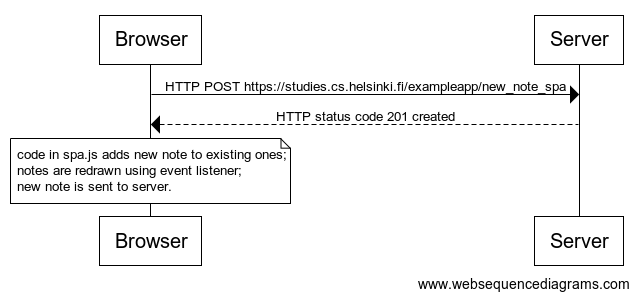 Browser
Server
HTTP POST https://studies.cs.helsinki.fi/exampleapp/new_note_spa
HTTP status code 201 created
code in spa.js adds new note to existing ones;
notes are redrawn using event listener;
new note is sent to server.
Browser
Server
www.websequencediagrams.com